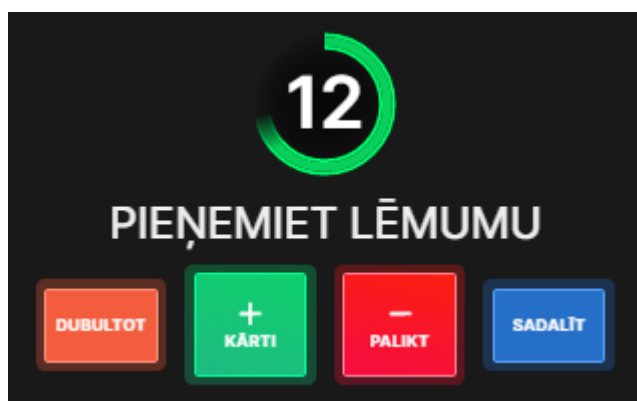 12
PIEŅEMIET LĒMUMU
DUBULTOT
+
KĀRTI
−
PALIKT
SADALĪT